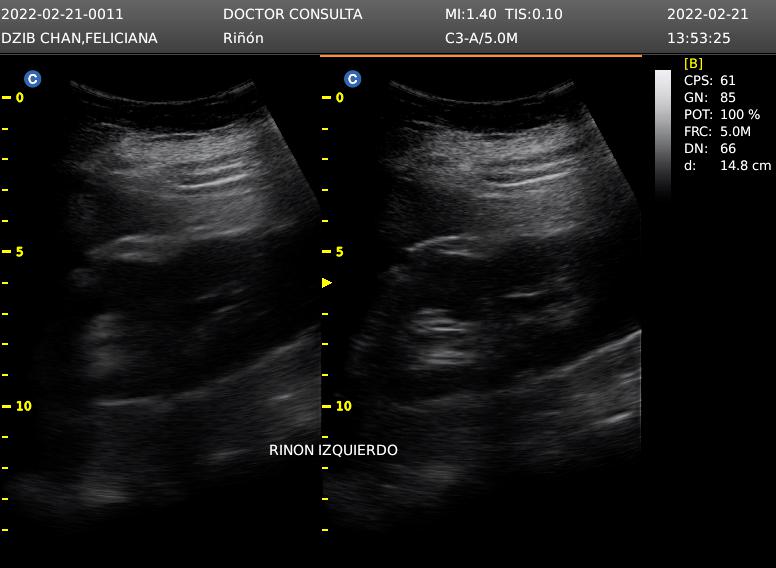 2022-02-21-0011 DOCTOR CONSULTA MI:1.40 TIS:0.10 2022-02-21
DZIB CHAN,FELICIANA Riñón C3-A/5.0M 13:53:25
C C [B]
0 0 CPS: 61
GN: 85
POT: 100 %
FRC: 5.0M
DN: 66
d: 14.8 cm
5 5
10 10
RINON IZQUIERDO